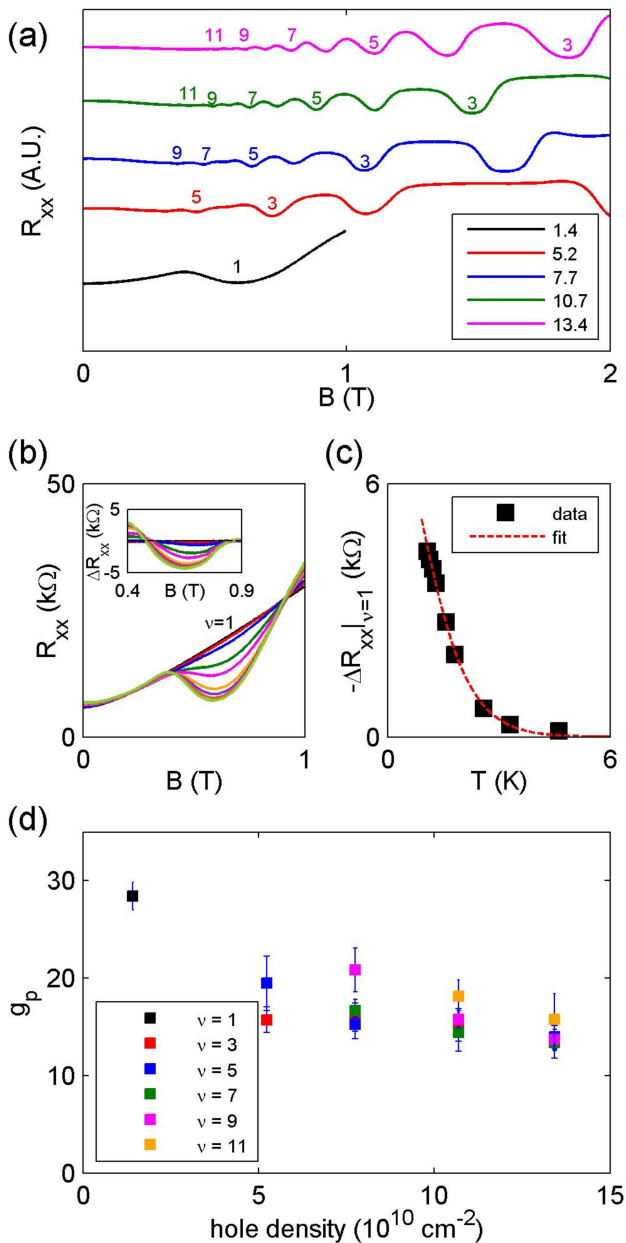 (a)
11 9 7 5 3
11 9 7 5 3
9 7 5 3
5 3
1
R_xx (A.U.)
1.4
5.2
7.7
10.7
13.4
0 1 2
B (T)
(b)
50
R_xx (kΩ)
0
5
ΔR_xx (kΩ)
-5
0.4 0.9
B (T)
ν=1
0 1
B (T)
(c)
6
-ΔR_xx|_ν=1 (kΩ)
0
data
fit
0 6
T (K)
(d)
30
20
10
0
g_p
ν = 1
ν = 3
ν = 5
ν = 7
ν = 9
ν = 11
0 5 10 15
hole density (10^10 cm^-2)